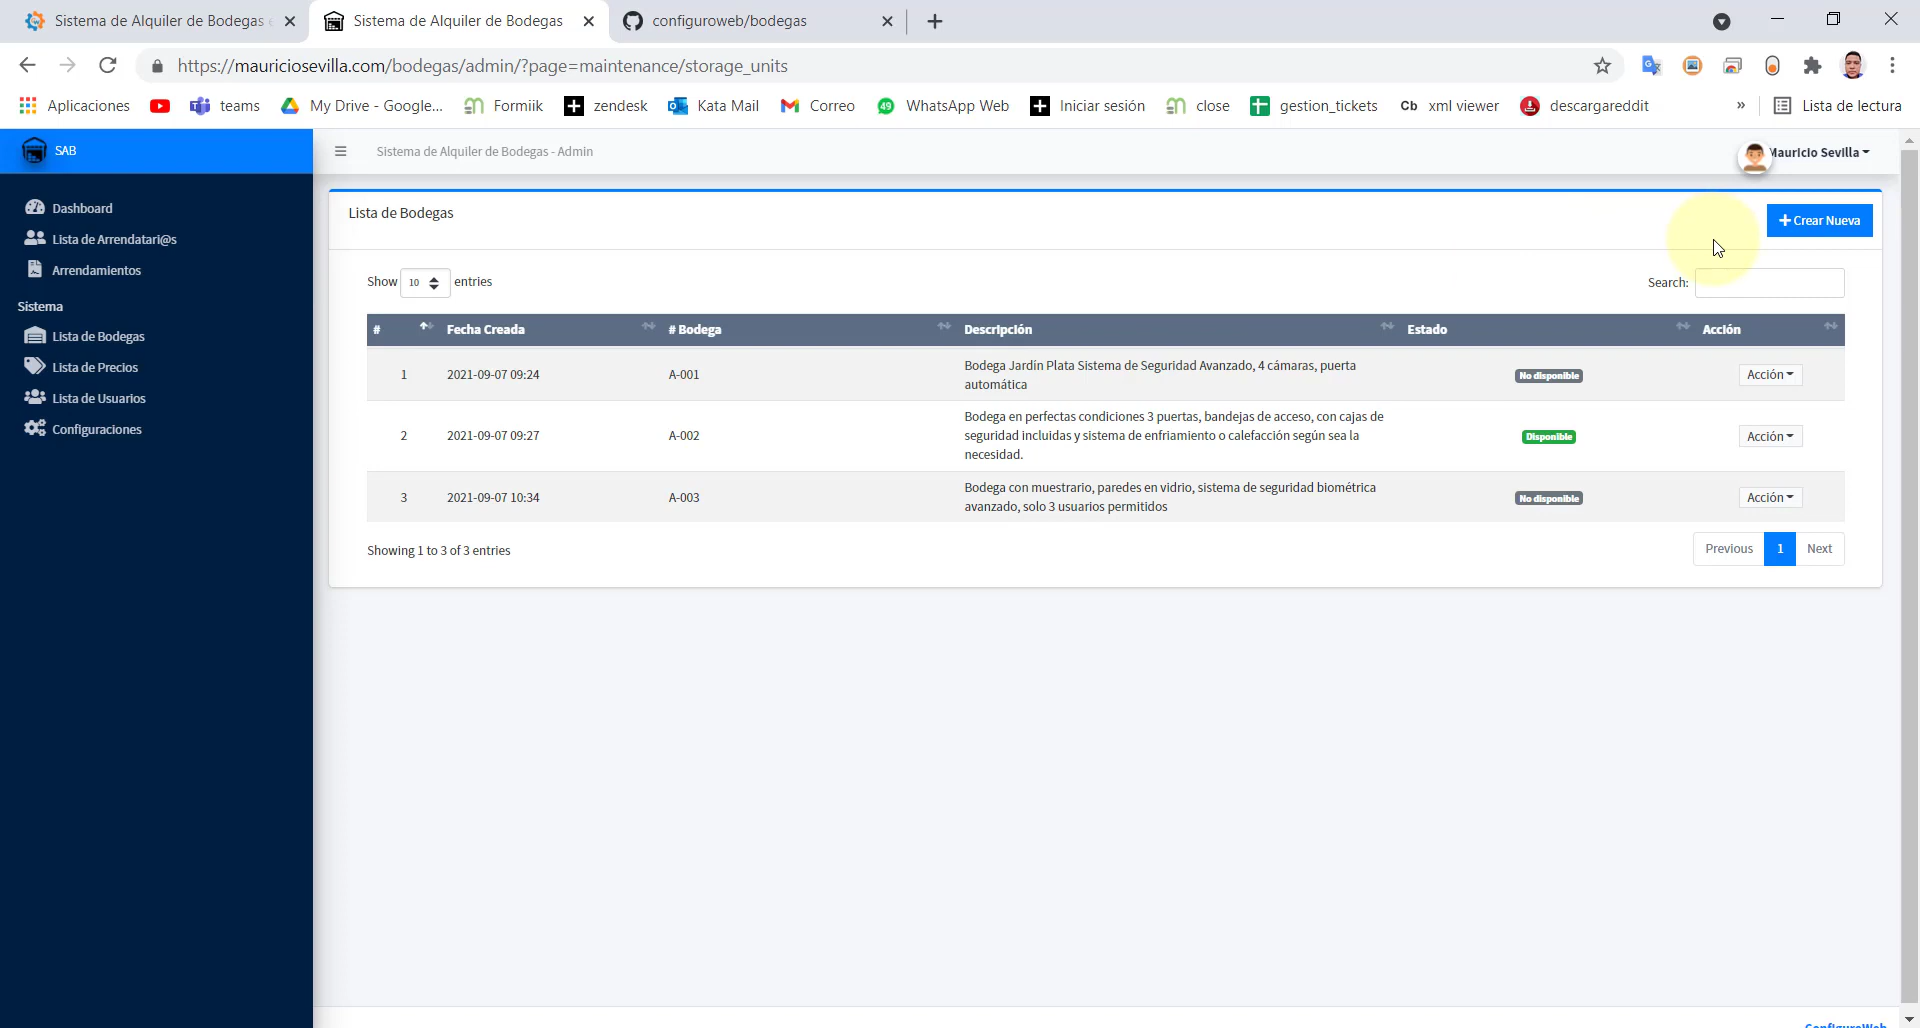 Sistema de Alquiler de Bodegas
Sistema de Alquiler de Bodegas
configuroweb/bodegas
https://mauriciosevilla.com/bodegas/admin/?page=maintenance/storage_units
Aplicaciones
teams
My Drive - Google...
Formiik
zendesk
Kata Mail
Correo
49
WhatsApp Web
Iniciar sesión
close
gestion_tickets
Cb
xml viewer
descargareddit
»
Lista de lectura
SAB
Sistema de Alquiler de Bodegas - Admin
Mauricio Sevilla
Dashboard
Lista de Arrendatari@s
Arrendamientos
Sistema
Lista de Bodegas
Lista de Precios
Lista de Usuarios
Configuraciones
Lista de Bodegas
+ Crear Nueva
Show 10 entries
Search:
# Fecha Creada # Bodega Descripción Estado Acción
1 2021-09-07 09:24 A-001 Bodega Jardín Plata Sistema de Seguridad Avanzado, 4 cámaras, puerta
automática
No disponible Acción
2 2021-09-07 09:27 A-002 Bodega en perfectas condiciones 3 puertas, bandejas de acceso, con cajas de
seguridad incluidas y sistema de enfriamiento o calefacción según sea la
necesidad.
Disponible Acción
3 2021-09-07 10:34 A-003 Bodega con muestrario, paredes en vidrio, sistema de seguridad biométrica
avanzado, solo 3 usuarios permitidos
No disponible Acción
Showing 1 to 3 of 3 entries
Previous 1 Next
ConfiguroWeb